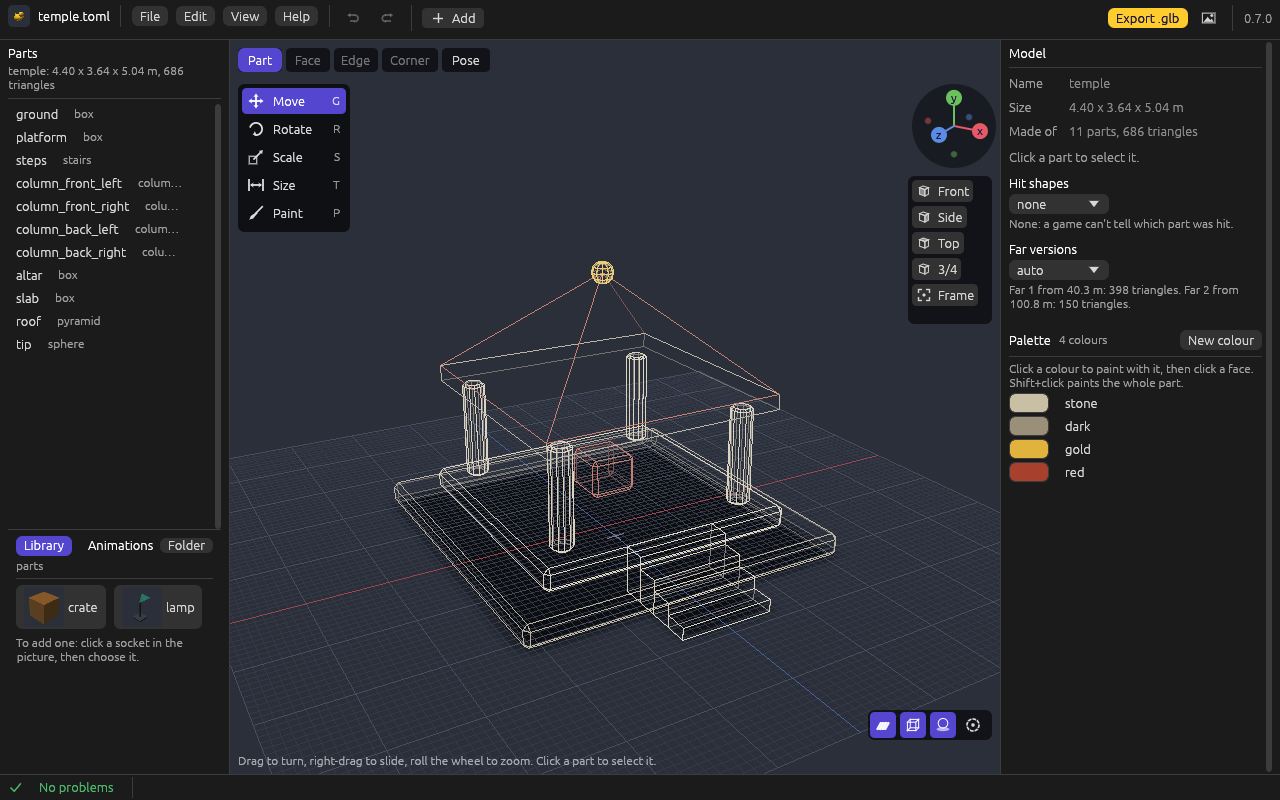 temple.toml File Edit View Help Add Export .glb 0.7.0
Parts
temple: 4.40 x 3.64 x 5.04 m, 686
triangles
ground box
platform box
steps stairs
column_front_left colum…
column_front_right colu…
column_back_left colum…
column_back_right colu…
altar box
slab box
roof pyramid
tip sphere
Library Animations Folder
parts
crate lamp
To add one: click a socket in the
picture, then choose it.
Part Face Edge Corner Pose
Move G
Rotate R
Scale S
Size T
Paint P
y
x
z
Front
Side
Top
3/4
Frame
Drag to turn, right-drag to slide, roll the wheel to zoom. Click a part to select it.
Model
Name temple
Size 4.40 x 3.64 x 5.04 m
Made of 11 parts, 686 triangles
Click a part to select it.
Hit shapes
none
None: a game can't tell which part was hit.
Far versions
auto
Far 1 from 40.3 m: 398 triangles. Far 2 from
100.8 m: 150 triangles.
Palette 4 colours New colour
Click a colour to paint with it, then click a face.
Shift+click paints the whole part.
stone
dark
gold
red
No problems